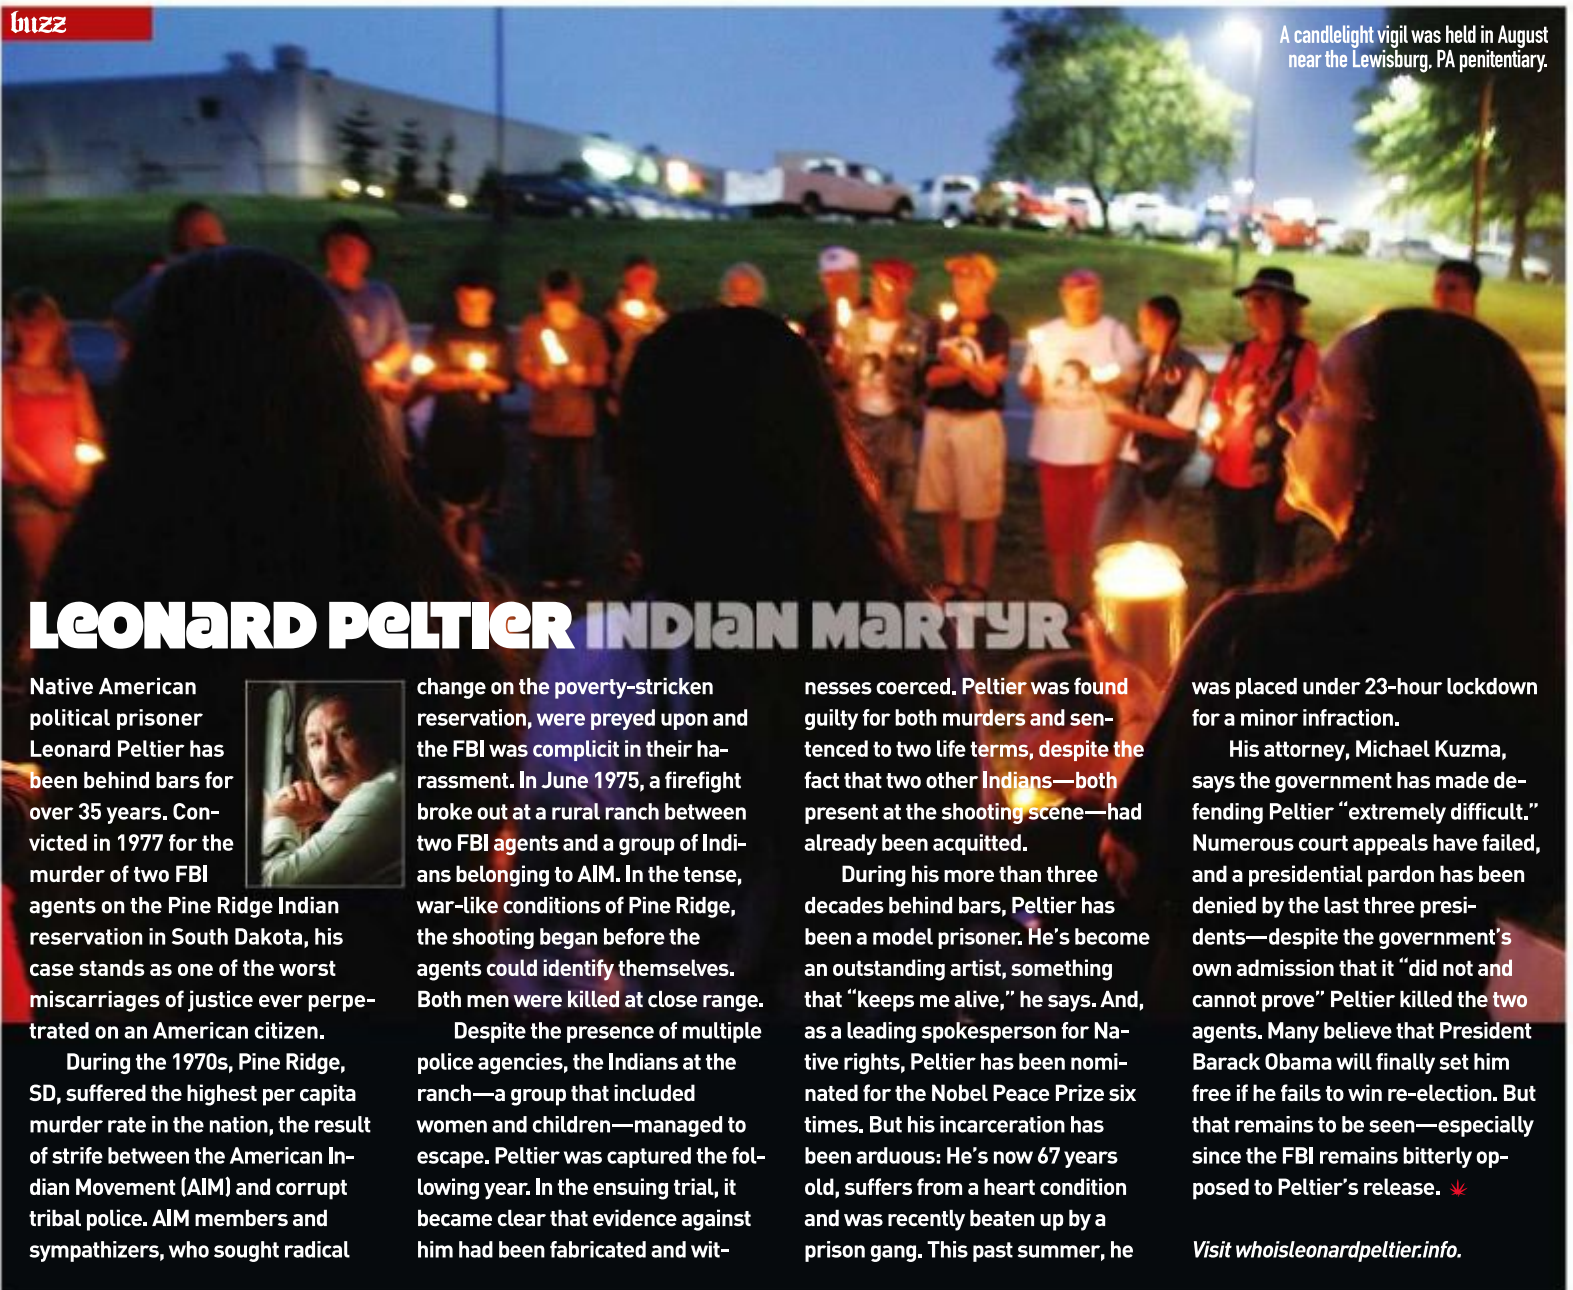 buzz
A candlelight vigil was held in August
near the Lewisburg, PA penitentiary.
LEONARD PELTIER INDIAN MARTYR
Native American
political prisoner
Leonard Peltier has
been behind bars for
over 35 years. Con-
victed in 1977 for the
murder of two FBI
agents on the Pine Ridge Indian
reservation in South Dakota, his
case stands as one of the worst
miscarriages of justice ever perpe-
trated on an American citizen.
During the 1970s, Pine Ridge,
SD, suffered the highest per capita
murder rate in the nation, the result
of strife between the American In-
dian Movement (AIM) and corrupt
tribal police. AIM members and
sympathizers, who sought radical
change on the poverty-stricken
reservation, were preyed upon and
the FBI was complicit in their ha-
rassment. In June 1975, a firefight
broke out at a rural ranch between
two FBI agents and a group of Indi-
ans belonging to AIM. In the tense,
war-like conditions of Pine Ridge,
the shooting began before the
agents could identify themselves.
Both men were killed at close range.
Despite the presence of multiple
police agencies, the Indians at the
ranch—a group that included
women and children—managed to
escape. Peltier was captured the fol-
lowing year. In the ensuing trial, it
became clear that evidence against
him had been fabricated and wit-
nesses coerced. Peltier was found
guilty for both murders and sen-
tenced to two life terms, despite the
fact that two other Indians—both
present at the shooting scene—had
already been acquitted.
During his more than three
decades behind bars, Peltier has
been a model prisoner. He's become
an outstanding artist, something
that “keeps me alive,” he says. And,
as a leading spokesperson for Na-
tive rights, Peltier has been nomi-
nated for the Nobel Peace Prize six
times. But his incarceration has
been arduous: He's now 67 years
old, suffers from a heart condition
and was recently beaten up by a
prison gang. This past summer, he
was placed under 23-hour lockdown
for a minor infraction.
His attorney, Michael Kuzma,
says the government has made de-
fending Peltier “extremely difficult.”
Numerous court appeals have failed,
and a presidential pardon has been
denied by the last three presi-
dents—despite the government's
own admission that it “did not and
cannot prove” Peltier killed the two
agents. Many believe that President
Barack Obama will finally set him
free if he fails to win re-election. But
that remains to be seen—especially
since the FBI remains bitterly op-
posed to Peltier's release.
Visit whoisleonardpeltier.info.